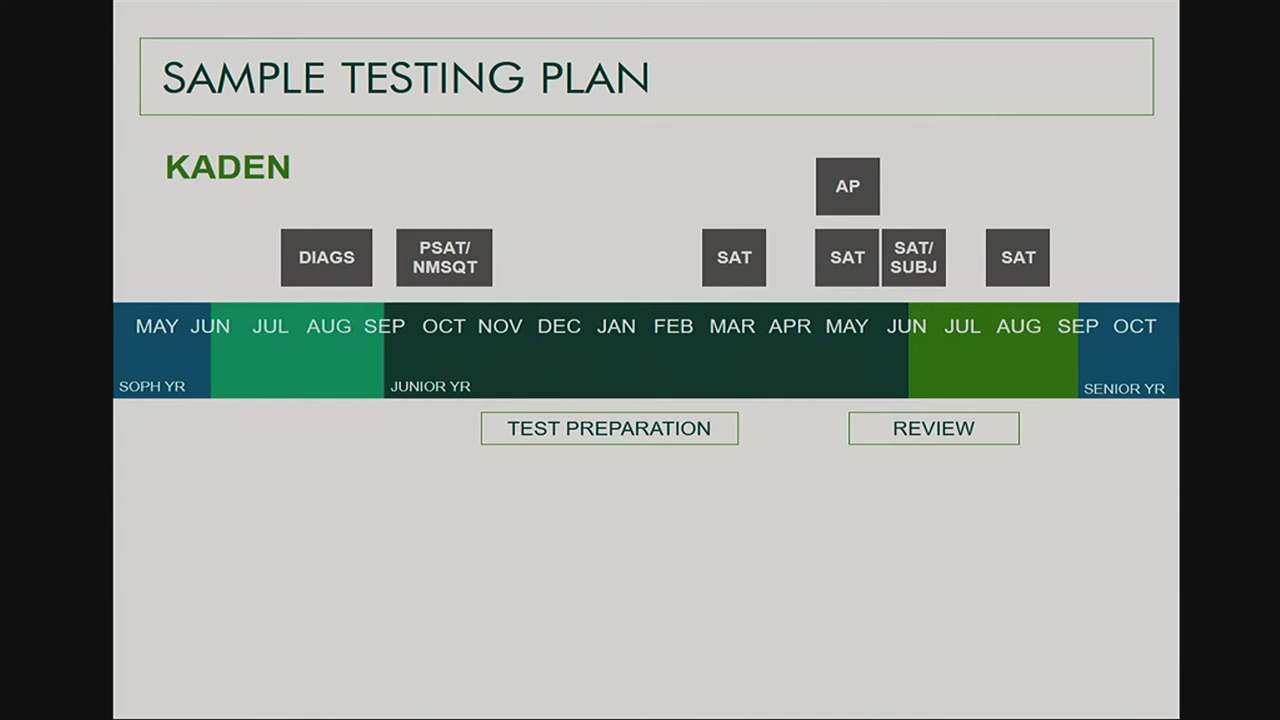 SAMPLE TESTING PLAN
KADEN
AP
DIAGS
PSAT/
NMSQT
SAT
SAT
SAT/
SUBJ
SAT
MAY JUN JUL AUG SEP OCT NOV DEC JAN FEB MAR APR MAY JUN JUL AUG SEP OCT
SOPH YR
JUNIOR YR
SENIOR YR
TEST PREPARATION
REVIEW